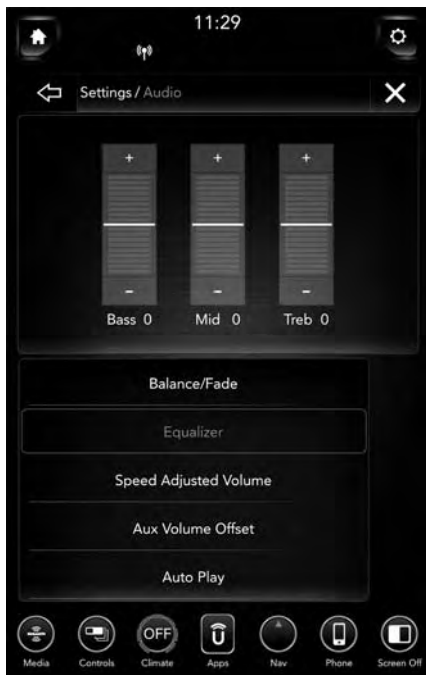 11:29
Settings / Audio
+ + +
- - -
Bass 0 Mid 0 Treb 0
Balance/Fade
Equalizer
Speed Adjusted Volume
Aux Volume Offset
Auto Play
OFF
Media Controls Climate Apps Nav Phone Screen Off